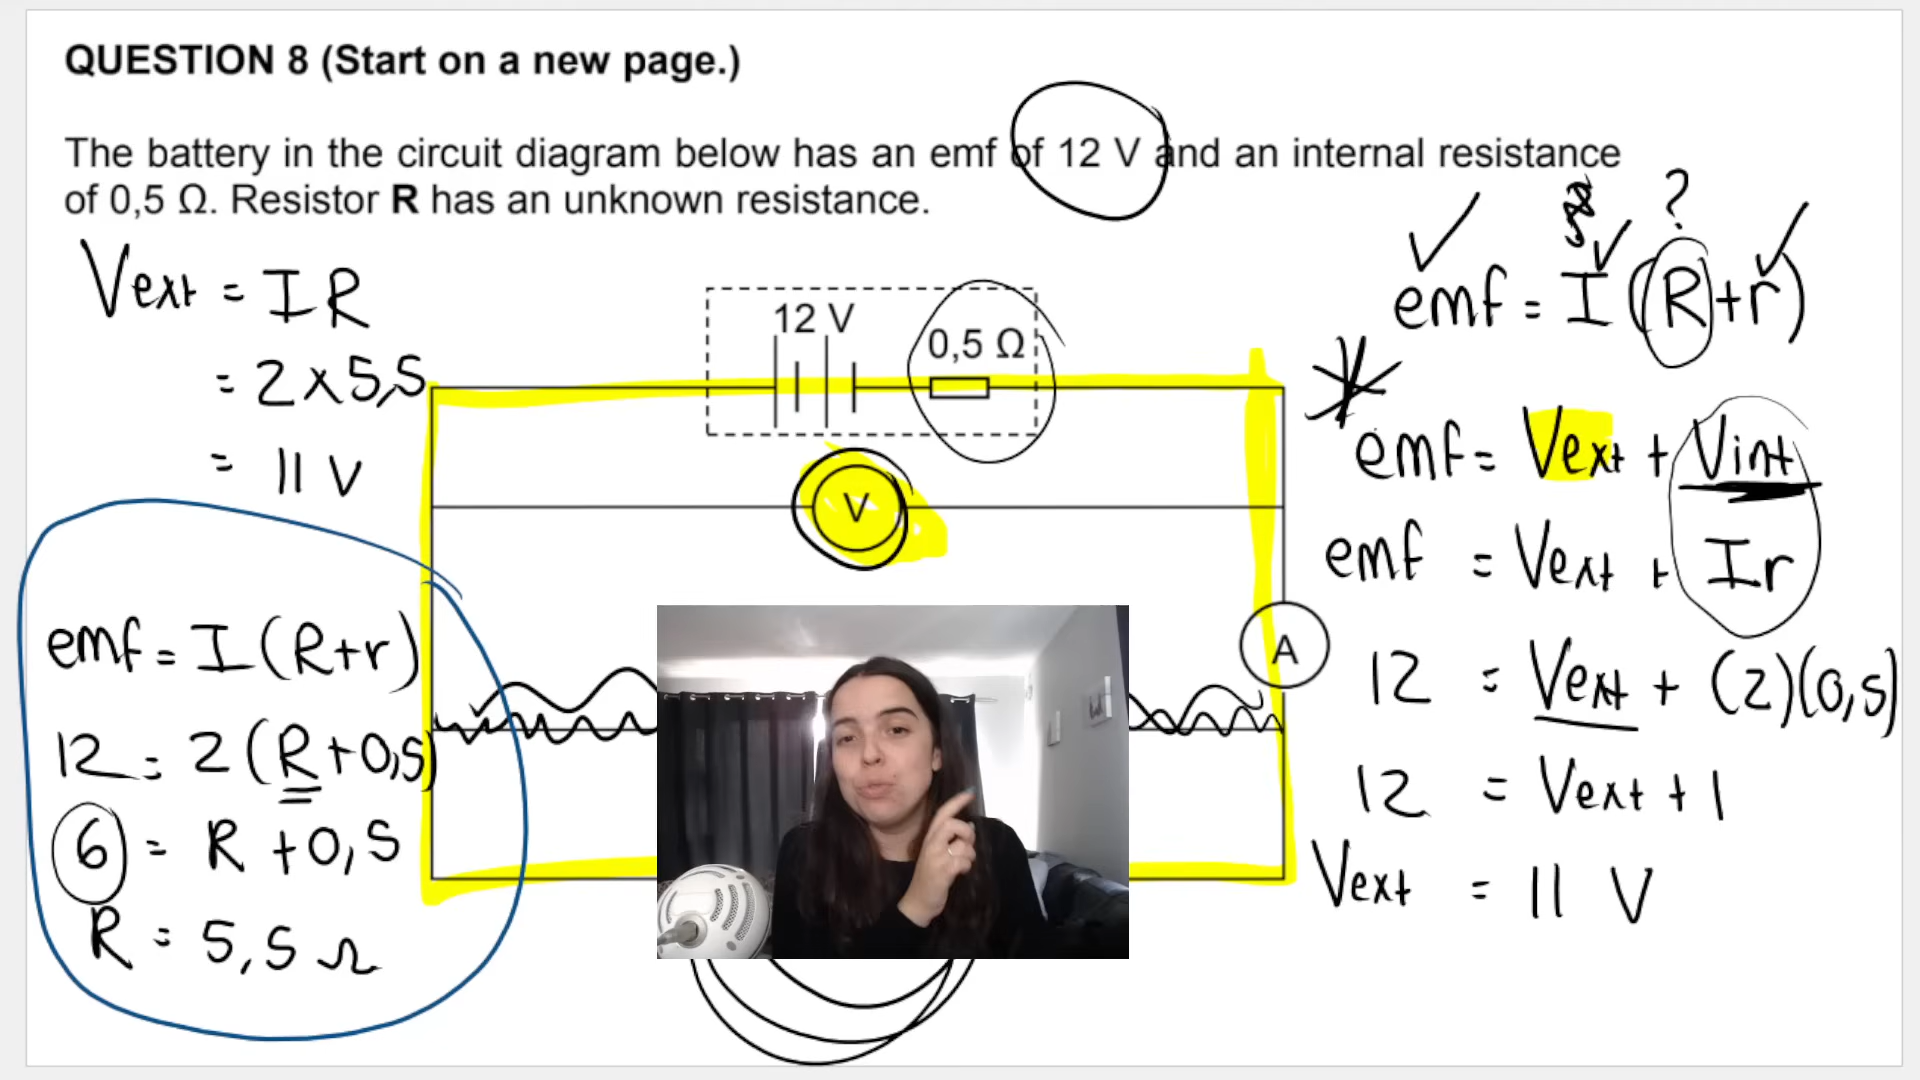 QUESTION 8 (Start on a new page.)
The battery in the circuit diagram below has an emf of 12 V and an internal resistance
of 0,5 Ω. Resistor R has an unknown resistance.
Vext = IR
= 2 x 5,5
= 11 V
emf = I (R+r)
12 = 2 (R +0,5)
6 = R +0,5
R = 5,5 Ω
12 V
0,5 Ω
V
A
?
emf = I (R+r)
emf = Vext + Vint
emf = Vext + Ir
12 = Vext + (2)(0,5)
12 = Vext + 1
Vext = 11 V